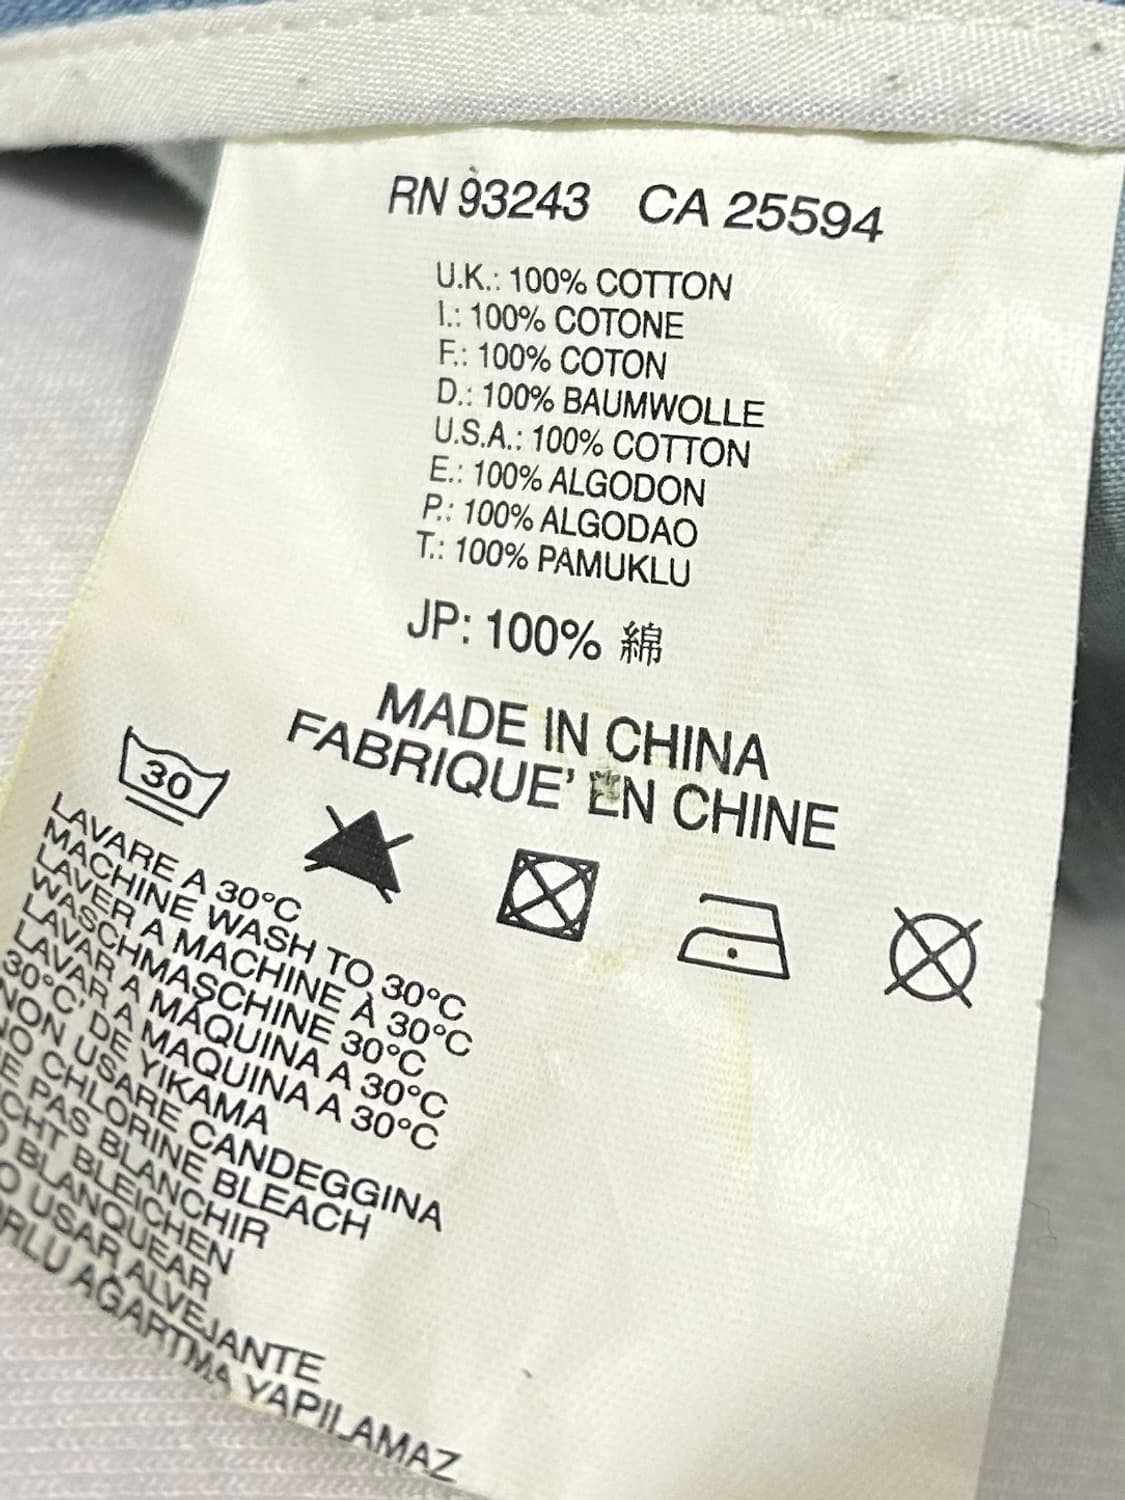 RN 93243 CA 25594
U.K.: 100% COTTON
I.: 100% COTONE
F.: 100% COTON
D.: 100% BAUMWOLLE
U.S.A.: 100% COTTON
E.: 100% ALGODON
P.: 100% ALGODAO
T.: 100% PAMUKLU
JP: 100% 綿
MADE IN CHINA
FABRIQUE' EN CHINE
30
LAVARE A 30°C
MACHINE WASH TO 30°C
LAVER A MACHINE À 30°C
WASCHMASCHINE 30°C
LAVAR A MÁQUINA A 30°C
LAVAR A MAQUINA A 30°C
30°C' DE YIKAMA
NON USARE CANDEGGINA
CHLORINE BLEACH
PAS BLANCHIR
BLEICHEN
BLANQUEAR
USAR ALVEJANTE
AĞARTMA YAPILAMAZ